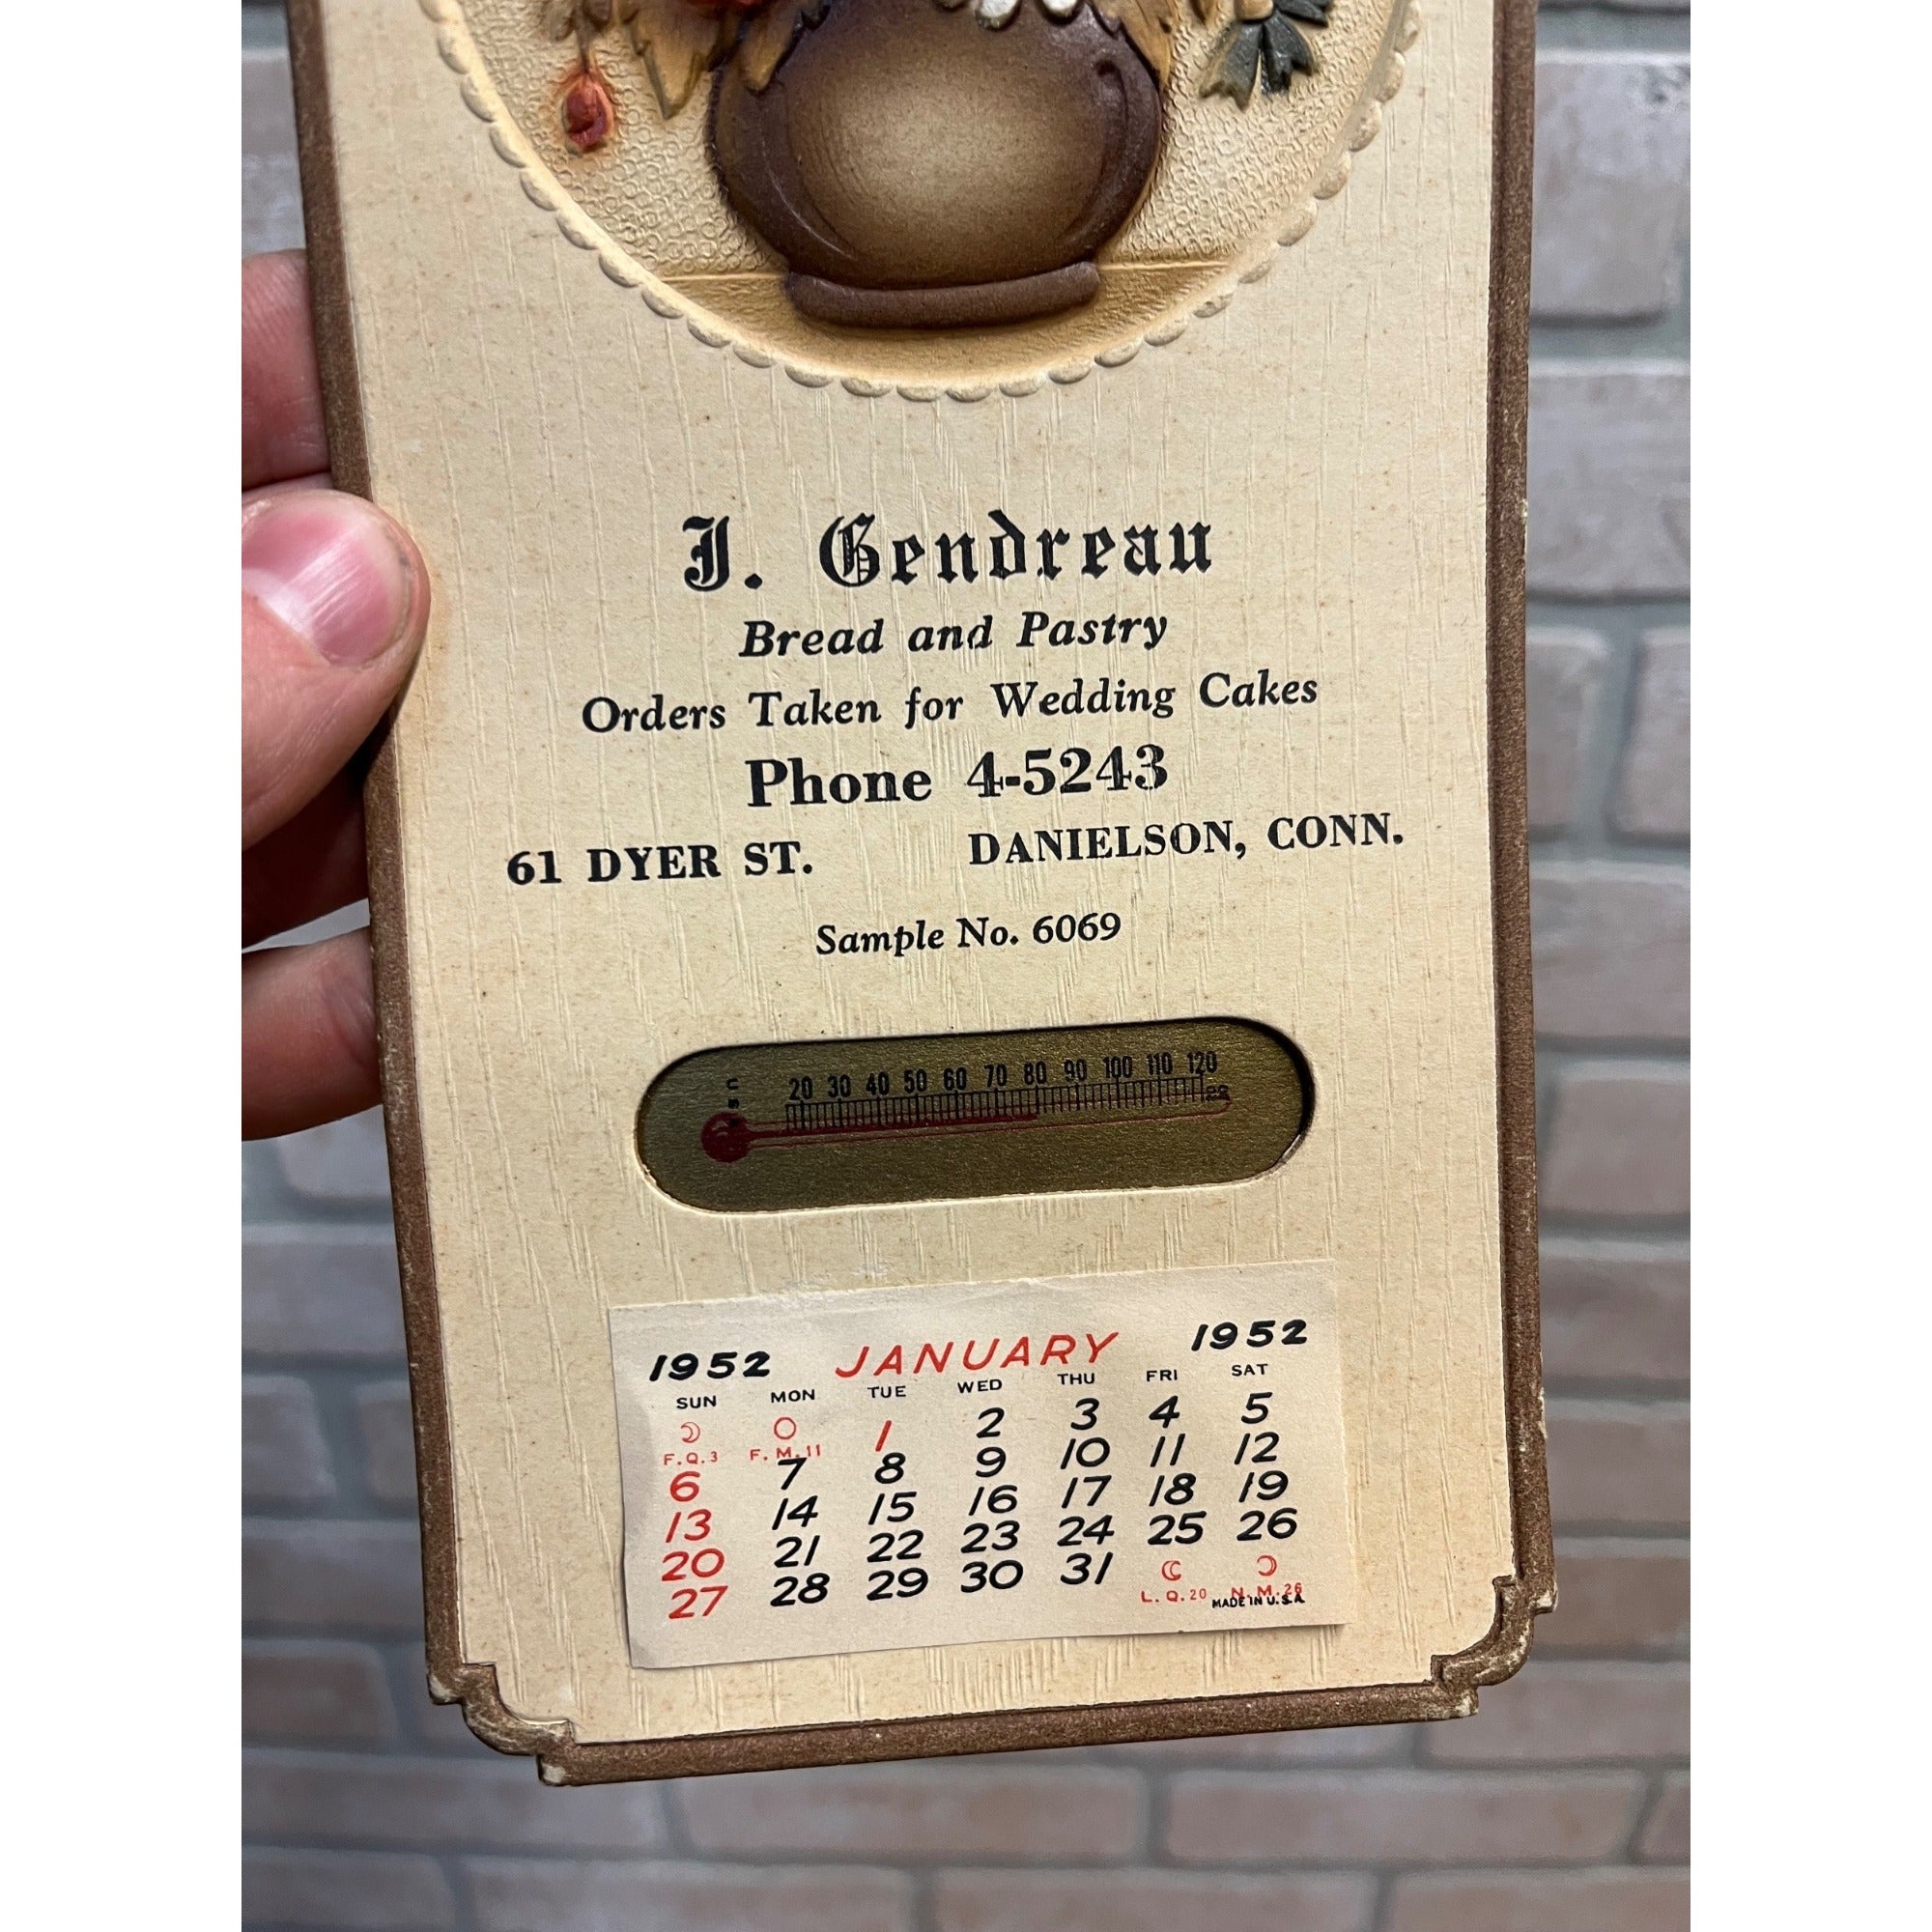 J. Gendreau
Bread and Pastry
Orders Taken for Wedding Cakes
Phone 4-5243
61 DYER ST. DANIELSON, CONN.
Sample No. 6069
USA 20 30 40 50 60 70 80 90 100 110 120
1952 JANUARY 1952
SUN MON TUE WED THU FRI SAT
1 2 3 4 5
F.Q.3 F.M.11
6 7 8 9 10 11 12
13 14 15 16 17 18 19
20 21 22 23 24 25 26
27 28 29 30 31
L.Q.20 N.M.26
MADE IN U.S.A